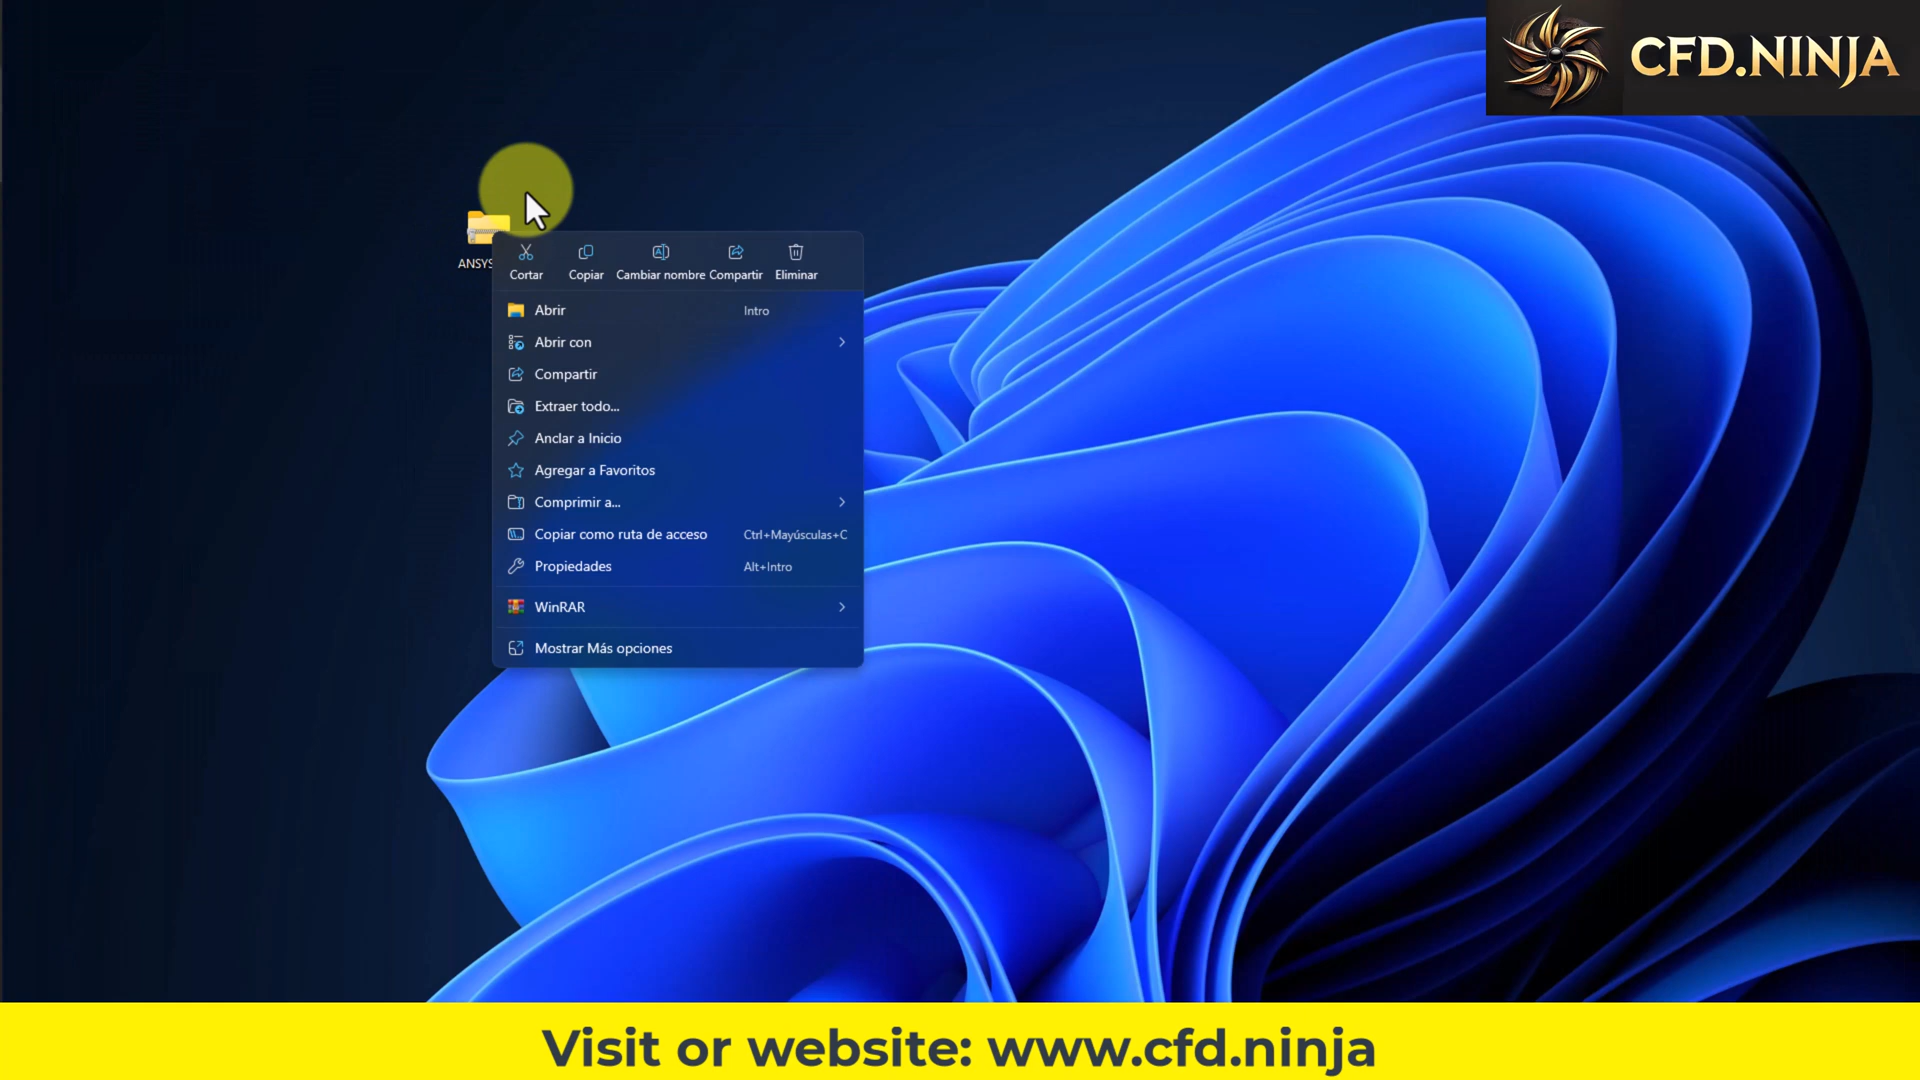 CFD.NINJA
ANSYS
Cortar
Copiar
Cambiar nombre
Compartir
Eliminar
Abrir Intro
Abrir con
Compartir
Extraer todo...
Anclar a Inicio
Agregar a Favoritos
Comprimir a...
Copiar como ruta de acceso Ctrl+Mayúsculas+C
Propiedades Alt+Intro
WinRAR
Mostrar Más opciones
Visit or website: www.cfd.ninja